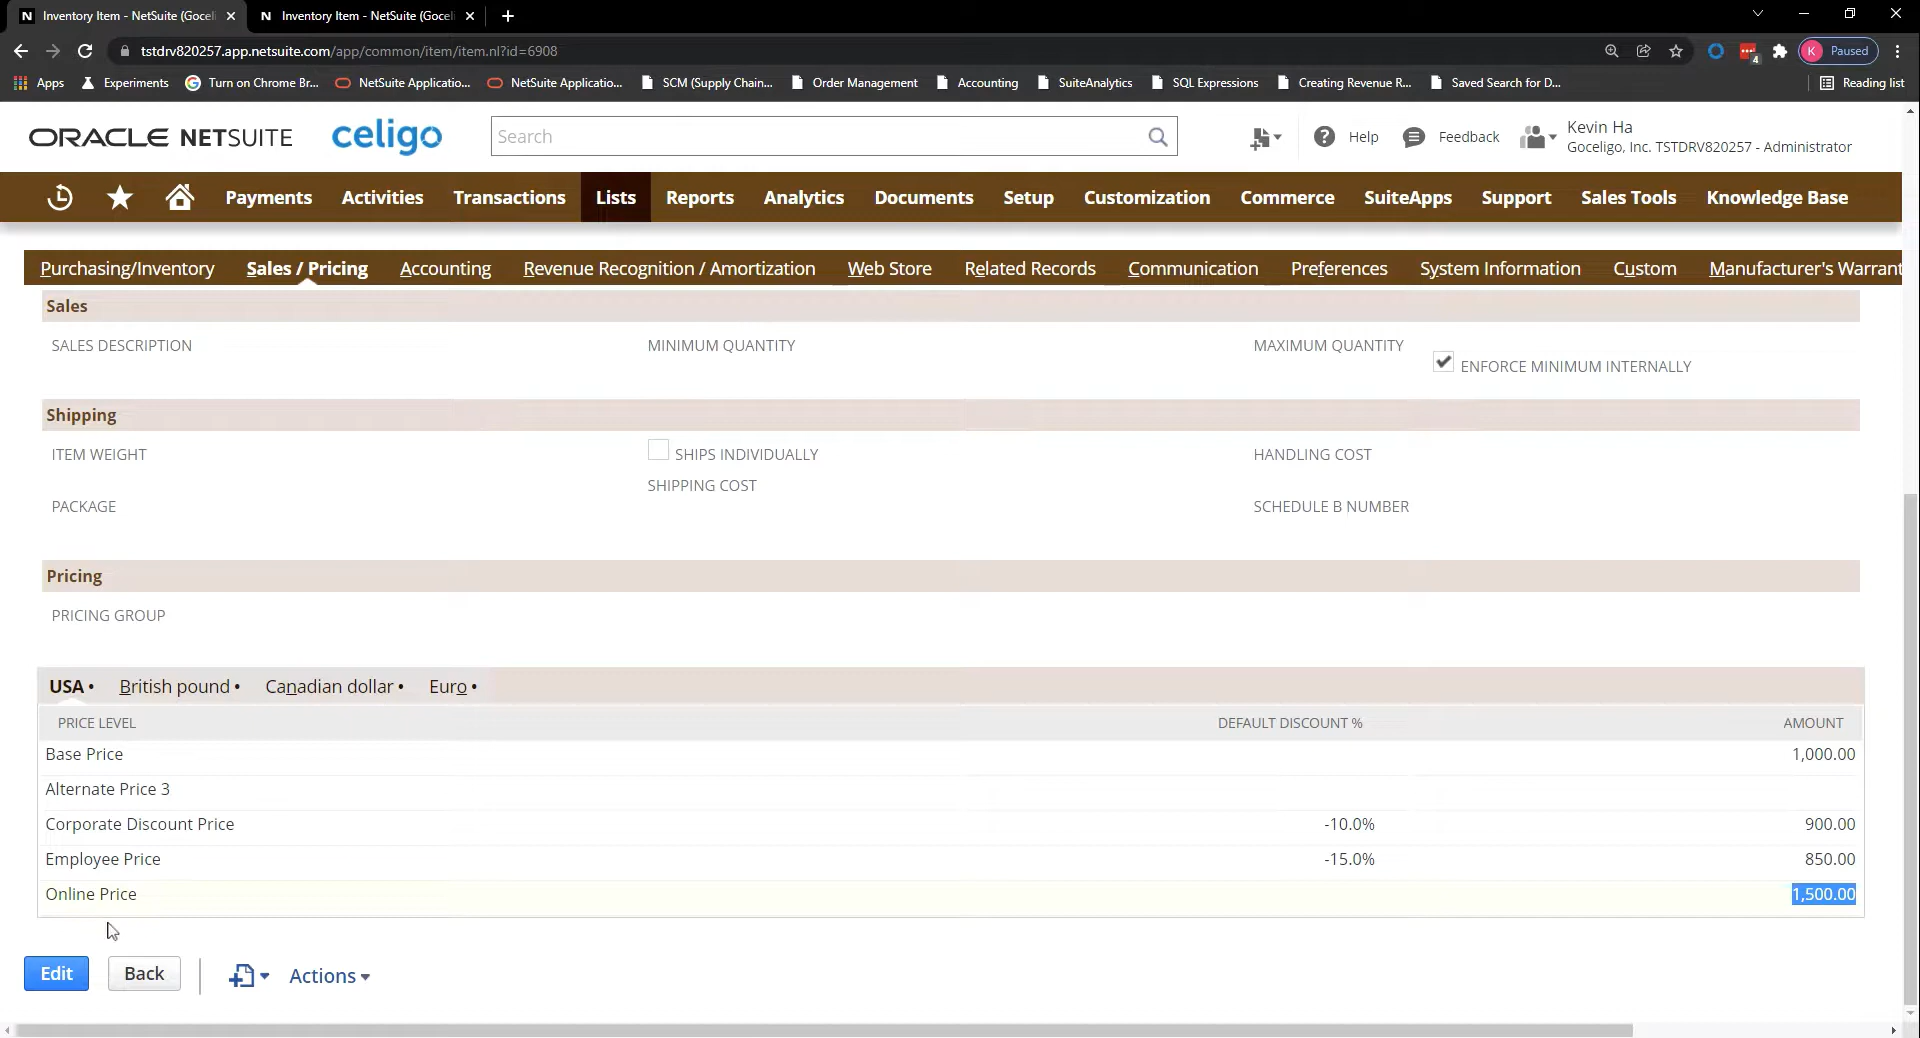 Inventory Item - NetSuite (Goceli
Inventory Item - NetSuite (Goceli
tstdrv820257.app.netsuite.com/app/common/item/item.nl?id=6908
4
K Paused
Apps Experiments Turn on Chrome Br... NetSuite Applicatio... NetSuite Applicatio... SCM (Supply Chain... Order Management Accounting SuiteAnalytics SQL Expressions Creating Revenue R... Saved Search for D... Reading list
ORACLE NETSUITE celigo Search Help Feedback
Kevin Ha
Goceligo, Inc. TSTDRV820257 - Administrator
Payments Activities Transactions Lists Reports Analytics Documents Setup Customization Commerce SuiteApps Support Sales Tools Knowledge Base
Purchasing/Inventory Sales / Pricing Accounting Revenue Recognition / Amortization Web Store Related Records Communication Preferences System Information Custom Manufacturer's Warrant
Sales
SALES DESCRIPTION MINIMUM QUANTITY MAXIMUM QUANTITY
ENFORCE MINIMUM INTERNALLY
Shipping
ITEM WEIGHT SHIPS INDIVIDUALLY HANDLING COST
SHIPPING COST
PACKAGE SCHEDULE B NUMBER
Pricing
PRICING GROUP
USA • British pound • Canadian dollar • Euro •
PRICE LEVEL DEFAULT DISCOUNT % AMOUNT
Base Price 1,000.00
Alternate Price 3
Corporate Discount Price -10.0% 900.00
Employee Price -15.0% 850.00
Online Price 1,500.00
Edit Back Actions